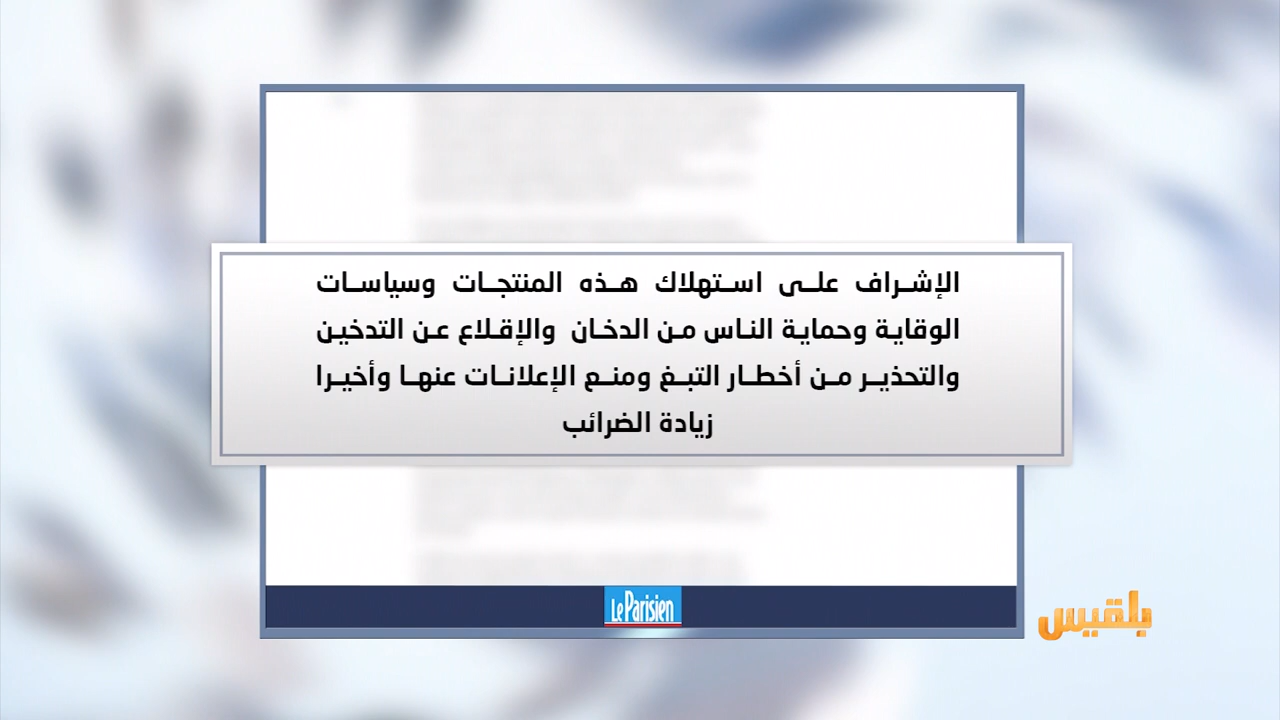 الإشراف على استهلاك هذه المنتجات وسياسات
الوقاية وحماية الناس من الدخان والإقلاع عن التدخين
والتحذير من أخطار التبغ ومنع الإعلانات عنها وأخيرا
زيادة الضرائب
Le Parisien
بلقيس